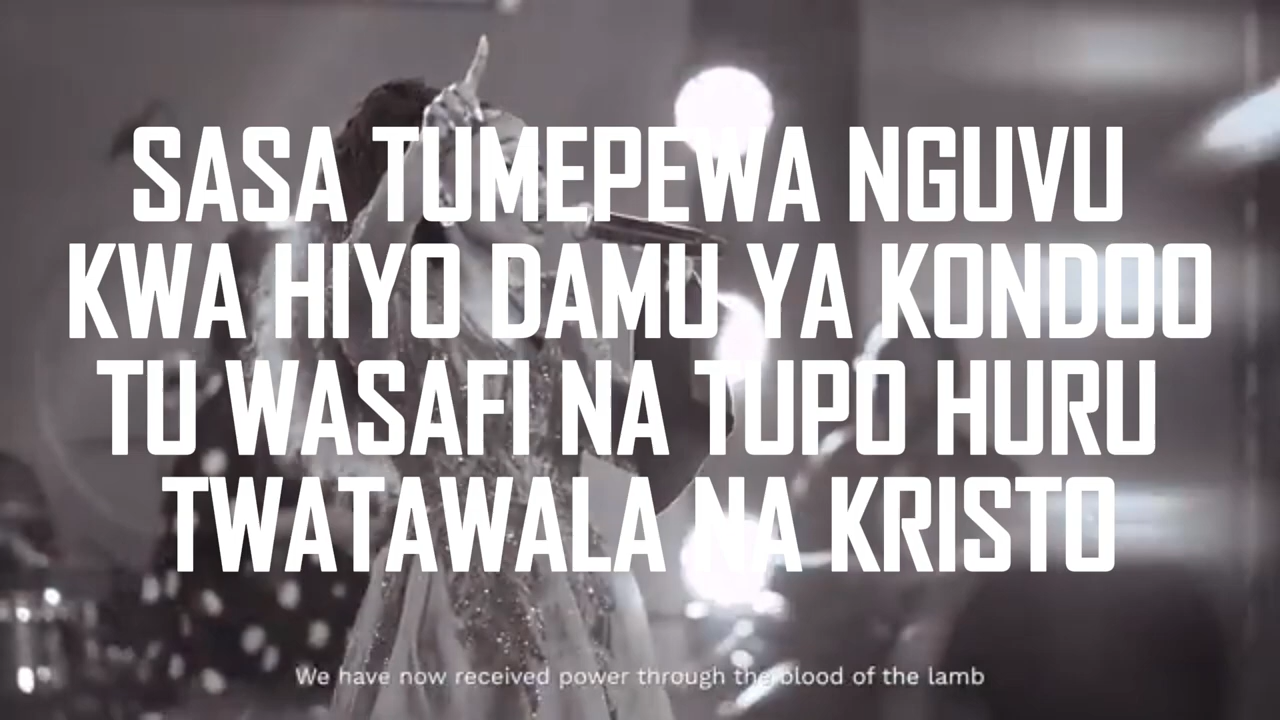 SASA TUMEPEWA NGUVU
KWA HIYO DAMU YA KONDOO
TU WASAFI NA TUPO HURU
TWATAWALA NA KRISTO
We have now received power through the blood of the lamb